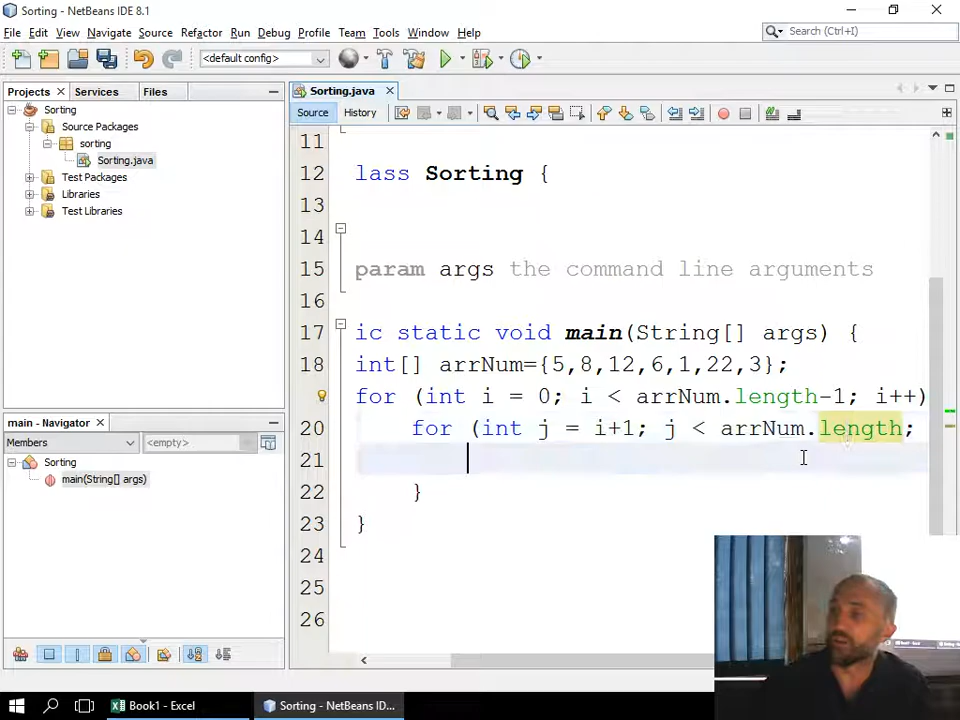 Sorting - NetBeans IDE 8.1
File Edit View Navigate Source Refactor Run Debug Profile Team Tools Window Help
Search (Ctrl+I)
<default config>
Projects Services Files
Sorting
Source Packages
sorting
Sorting.java
Test Packages
Libraries
Test Libraries
main - Navigator
Members <empty>
Sorting
main(String[] args)
Sorting.java
Source History
11
12 lass Sorting {
13
14
15 param args the command line arguments
16
17 ic static void main(String[] args) {
18 int[] arrNum={5,8,12,6,1,22,3};
for (int i = 0; i < arrNum.length-1; i++)
20 for (int j = i+1; j < arrNum.length;
21
22 }
23 }
24
25
26
Book1 - Excel
Sorting - NetBeans ID...